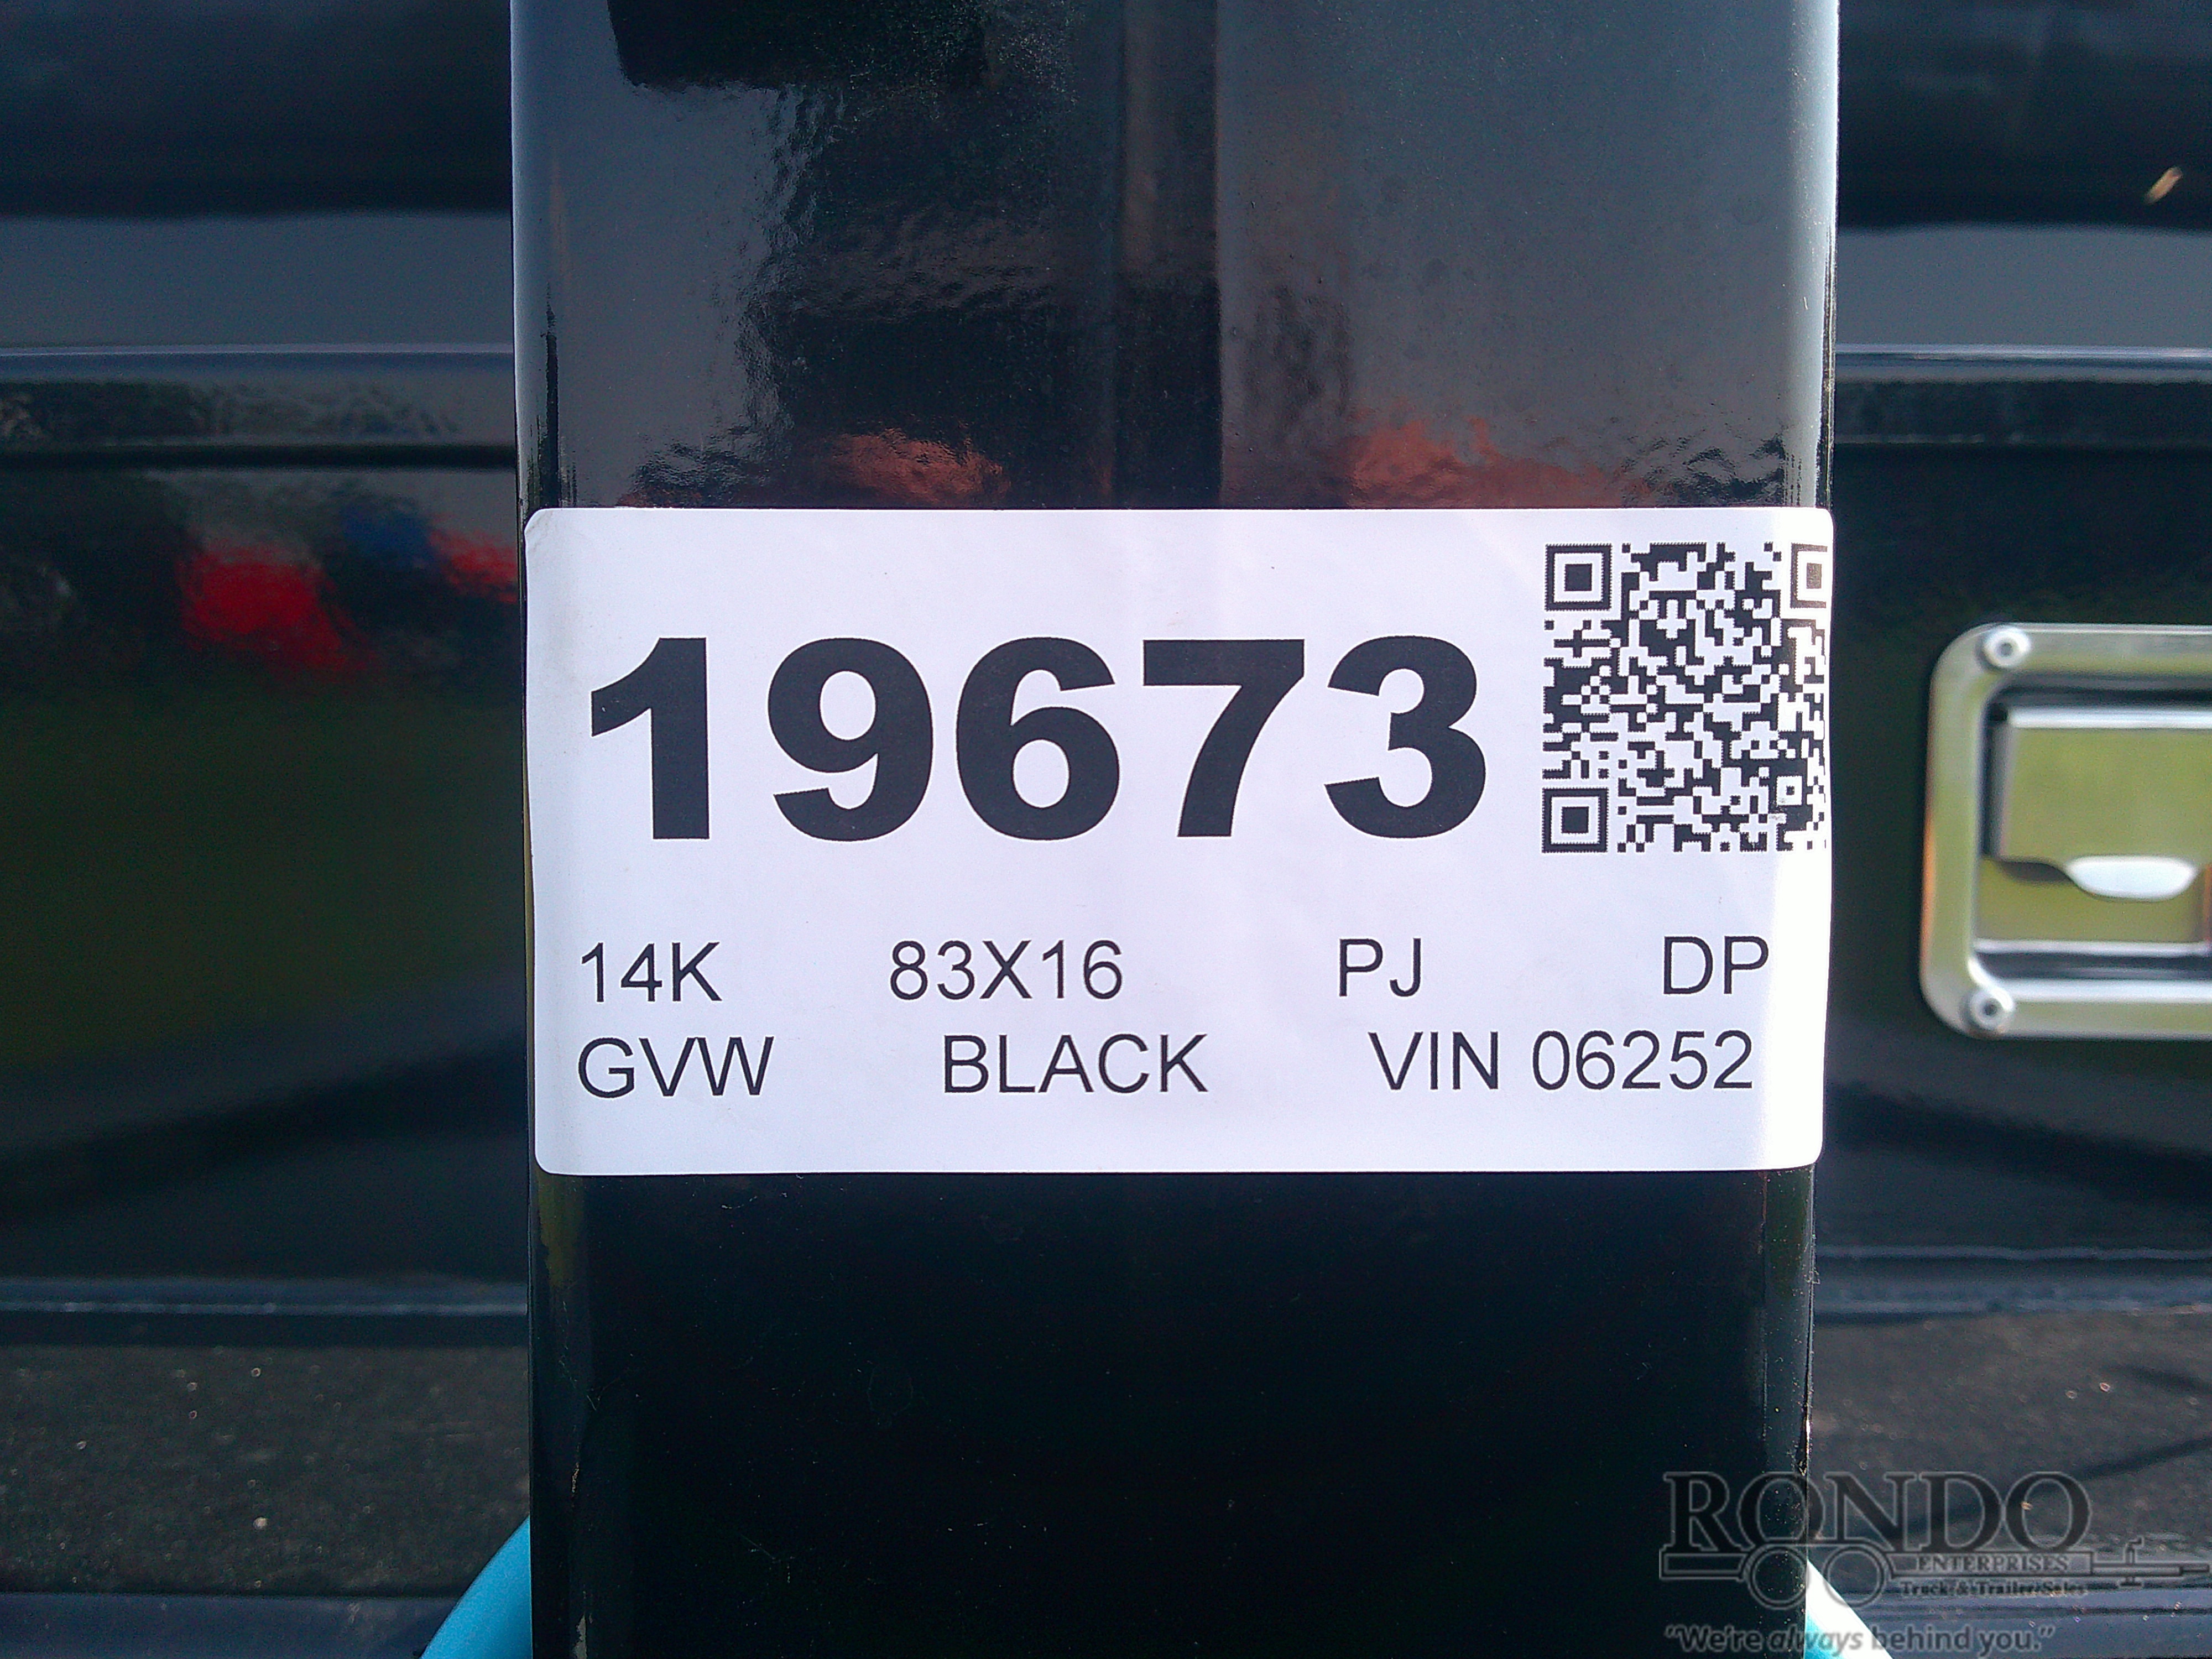 19673
14K 83X16 PJ DP
GVW BLACK VIN 06252
RONDO
ENTERPRISES
Truck & Trailer Sales
"We're always behind you."